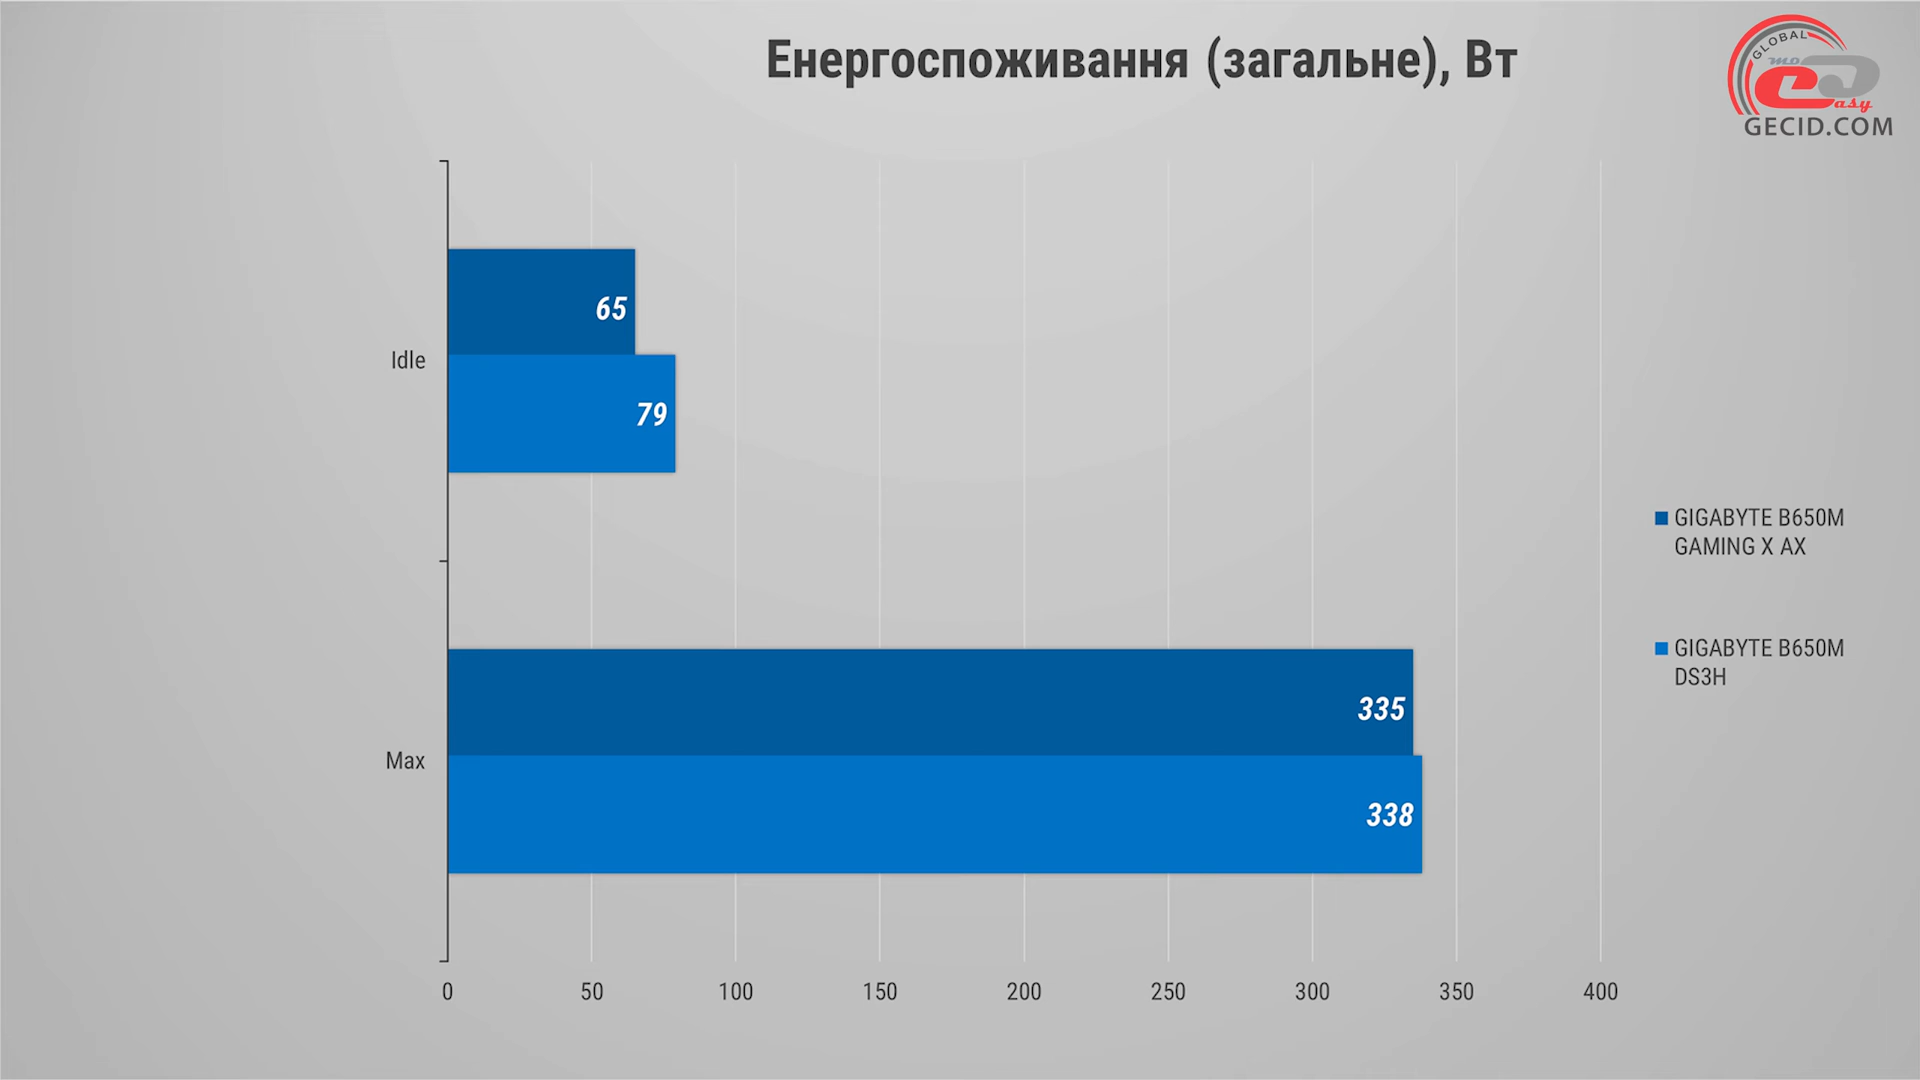 Енергоспоживання (загальне), Вт
GLOBAL
asy
GECID.COM
65
Idle
79
GIGABYTE B650M
GAMING X AX
GIGABYTE B650M
DS3H
335
Max
338
0 50 100 150 200 250 300 350 400